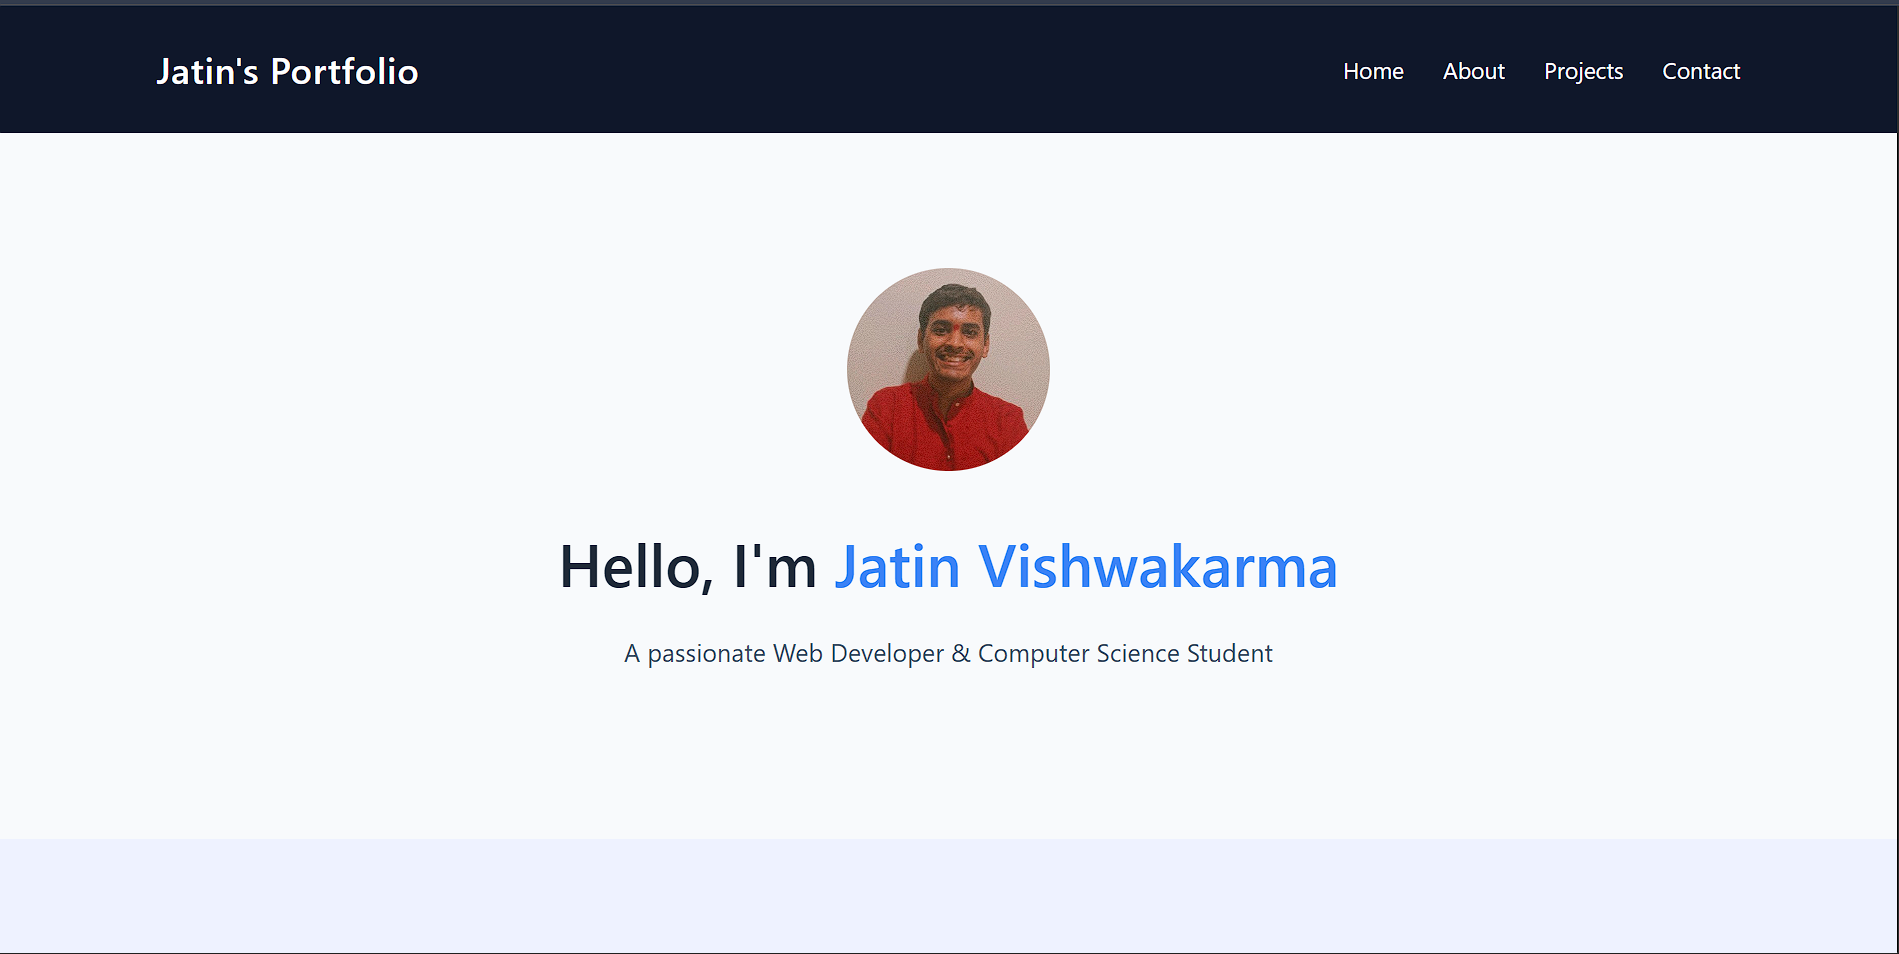 Jatin's Portfolio
Home About Projects Contact
Hello, I'm Jatin Vishwakarma
A passionate Web Developer & Computer Science Student